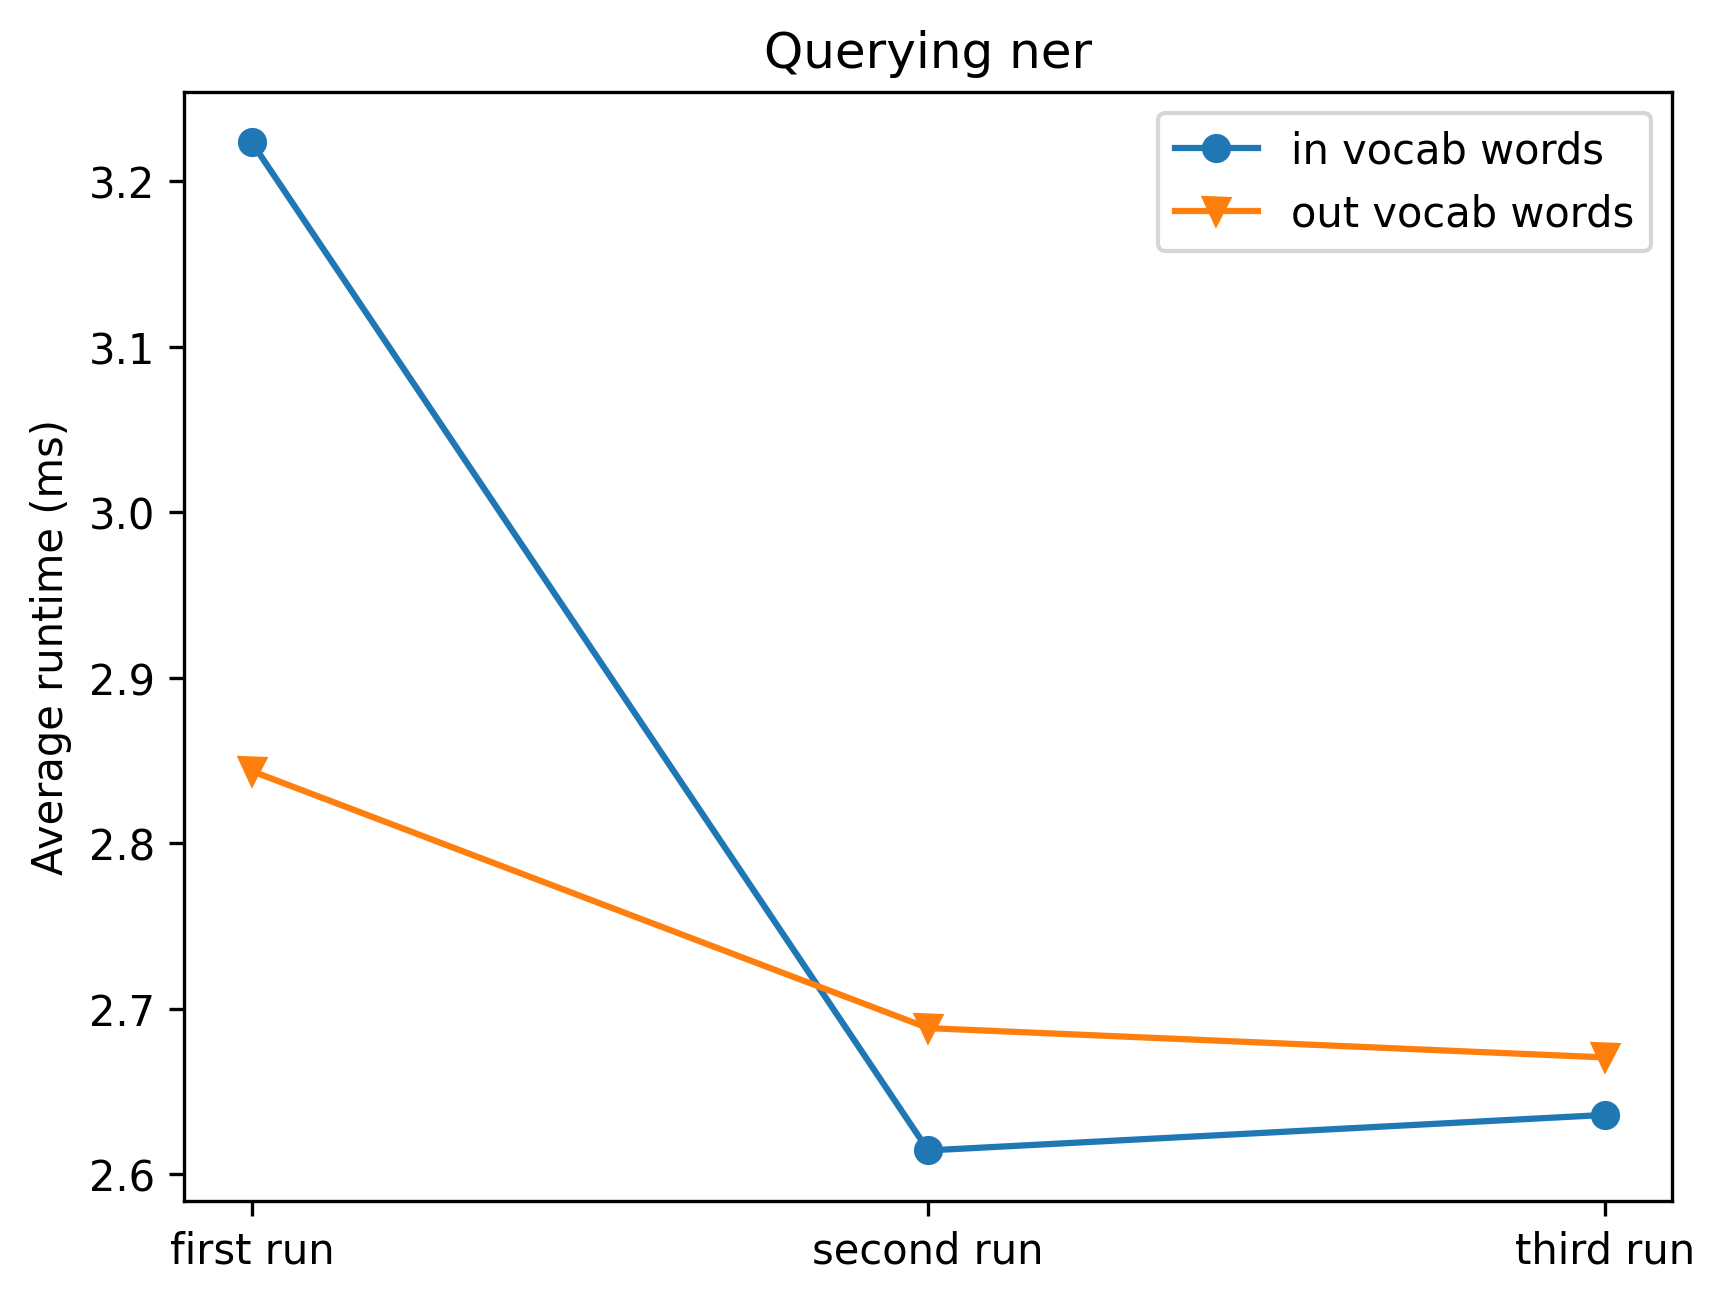 Querying ner
in vocab words
out vocab words
Average runtime (ms)
3.2
3.1
3.0
2.9
2.8
2.7
2.6
first run
second run
third run